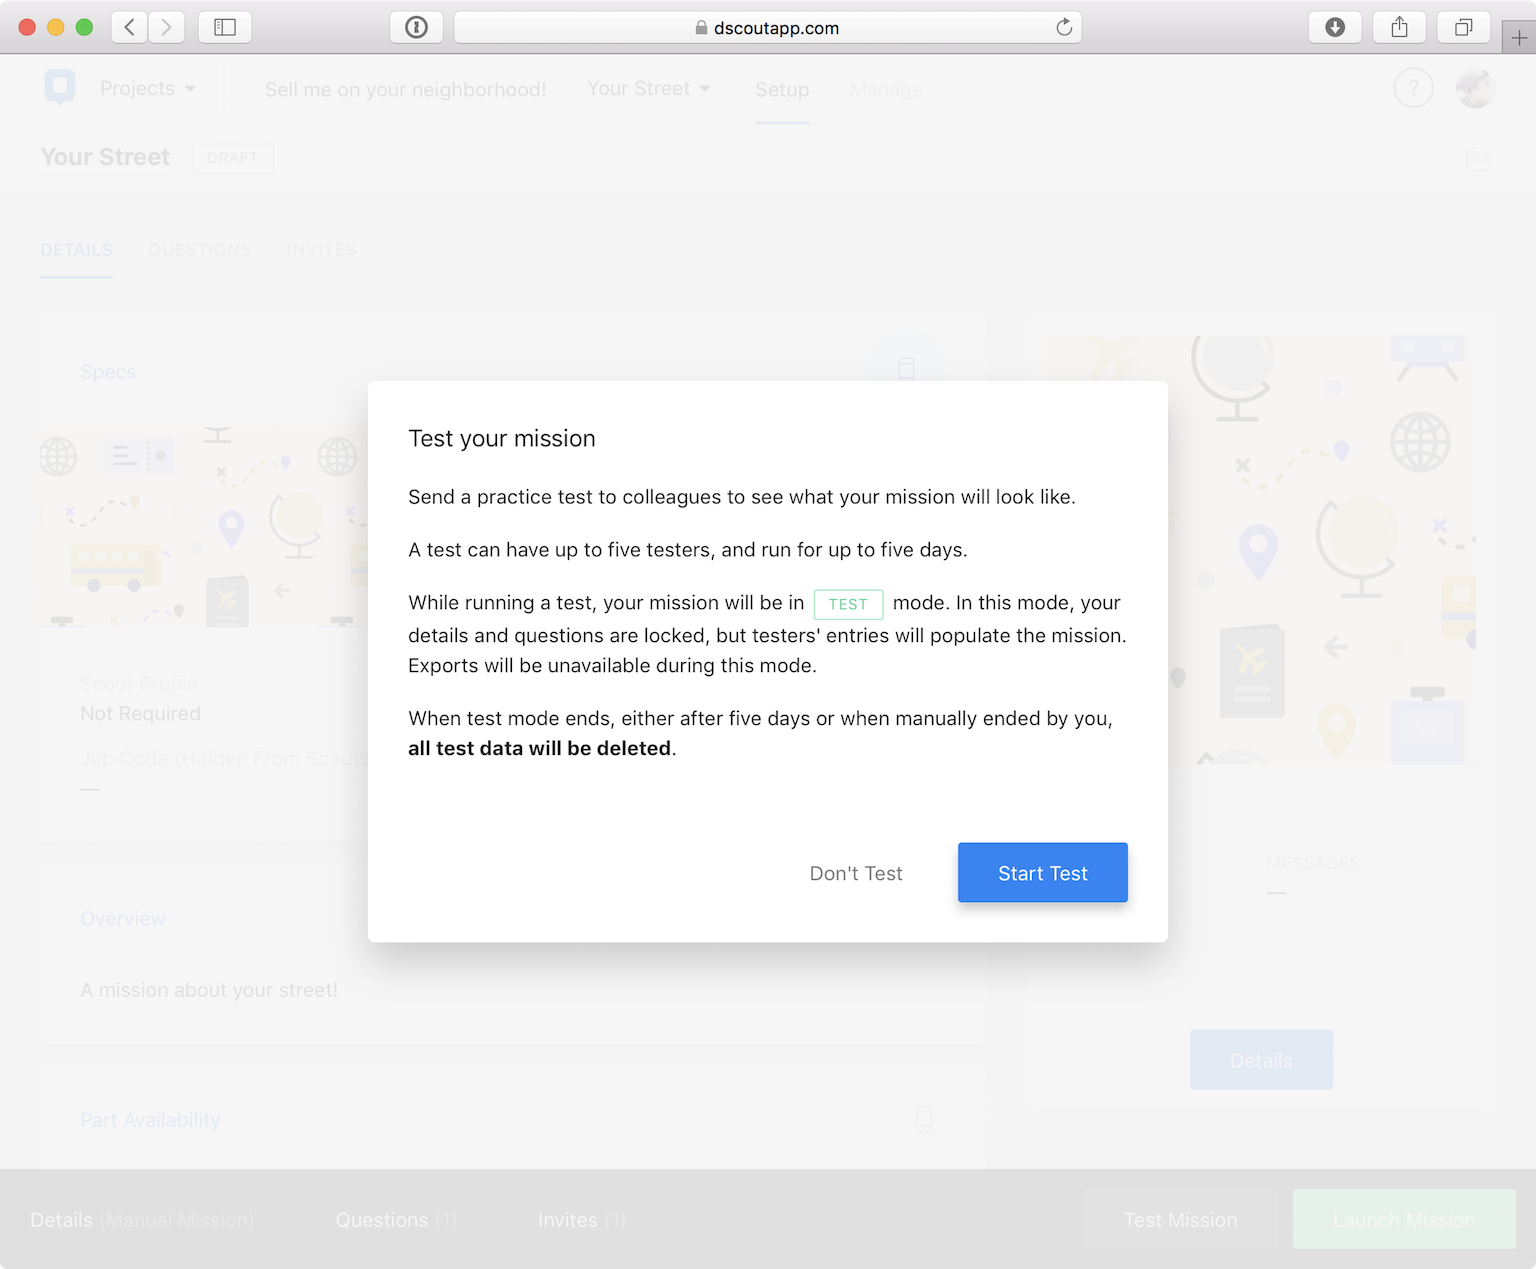 dscoutapp.com
Projects
Sell me on your neighborhood!
Your Street
Setup
Manage
?
Your Street
DRAFT
DETAILS
QUESTIONS
INVITES
Specs
Test your mission
Send a practice test to colleagues to see what your mission will look like.
A test can have up to five testers, and run for up to five days.
While running a test, your mission will be in TEST mode. In this mode, your
details and questions are locked, but testers' entries will populate the mission.
Exports will be unavailable during this mode.
When test mode ends, either after five days or when manually ended by you,
all test data will be deleted.
Don't Test
Start Test
Scout Profile
Not Required
Job Code (Hidden From Scouts
—
MESSAGES
—
Overview
A mission about your street!
Details
Part Availability
Details (Manual Mission)
Questions (1)
Invites (1)
Test Mission
Launch Mission